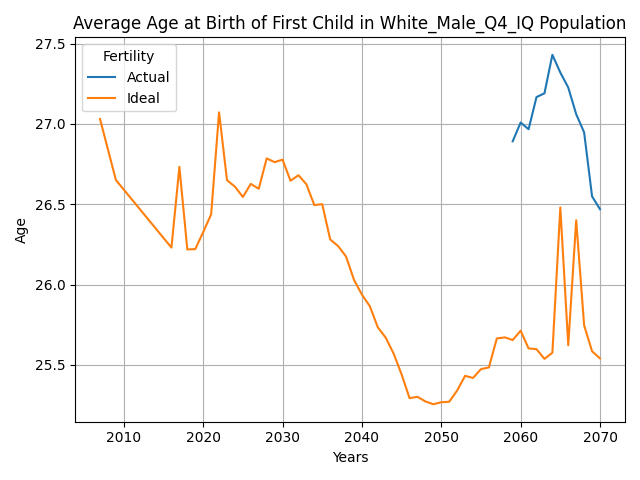 Average Age at Birth of First Child in White_Male_Q4_IQ Population
27.5
27.0
26.5
26.0
25.5
Age
Fertility
Actual
Ideal
2010 2020 2030 2040 2050 2060 2070
Years